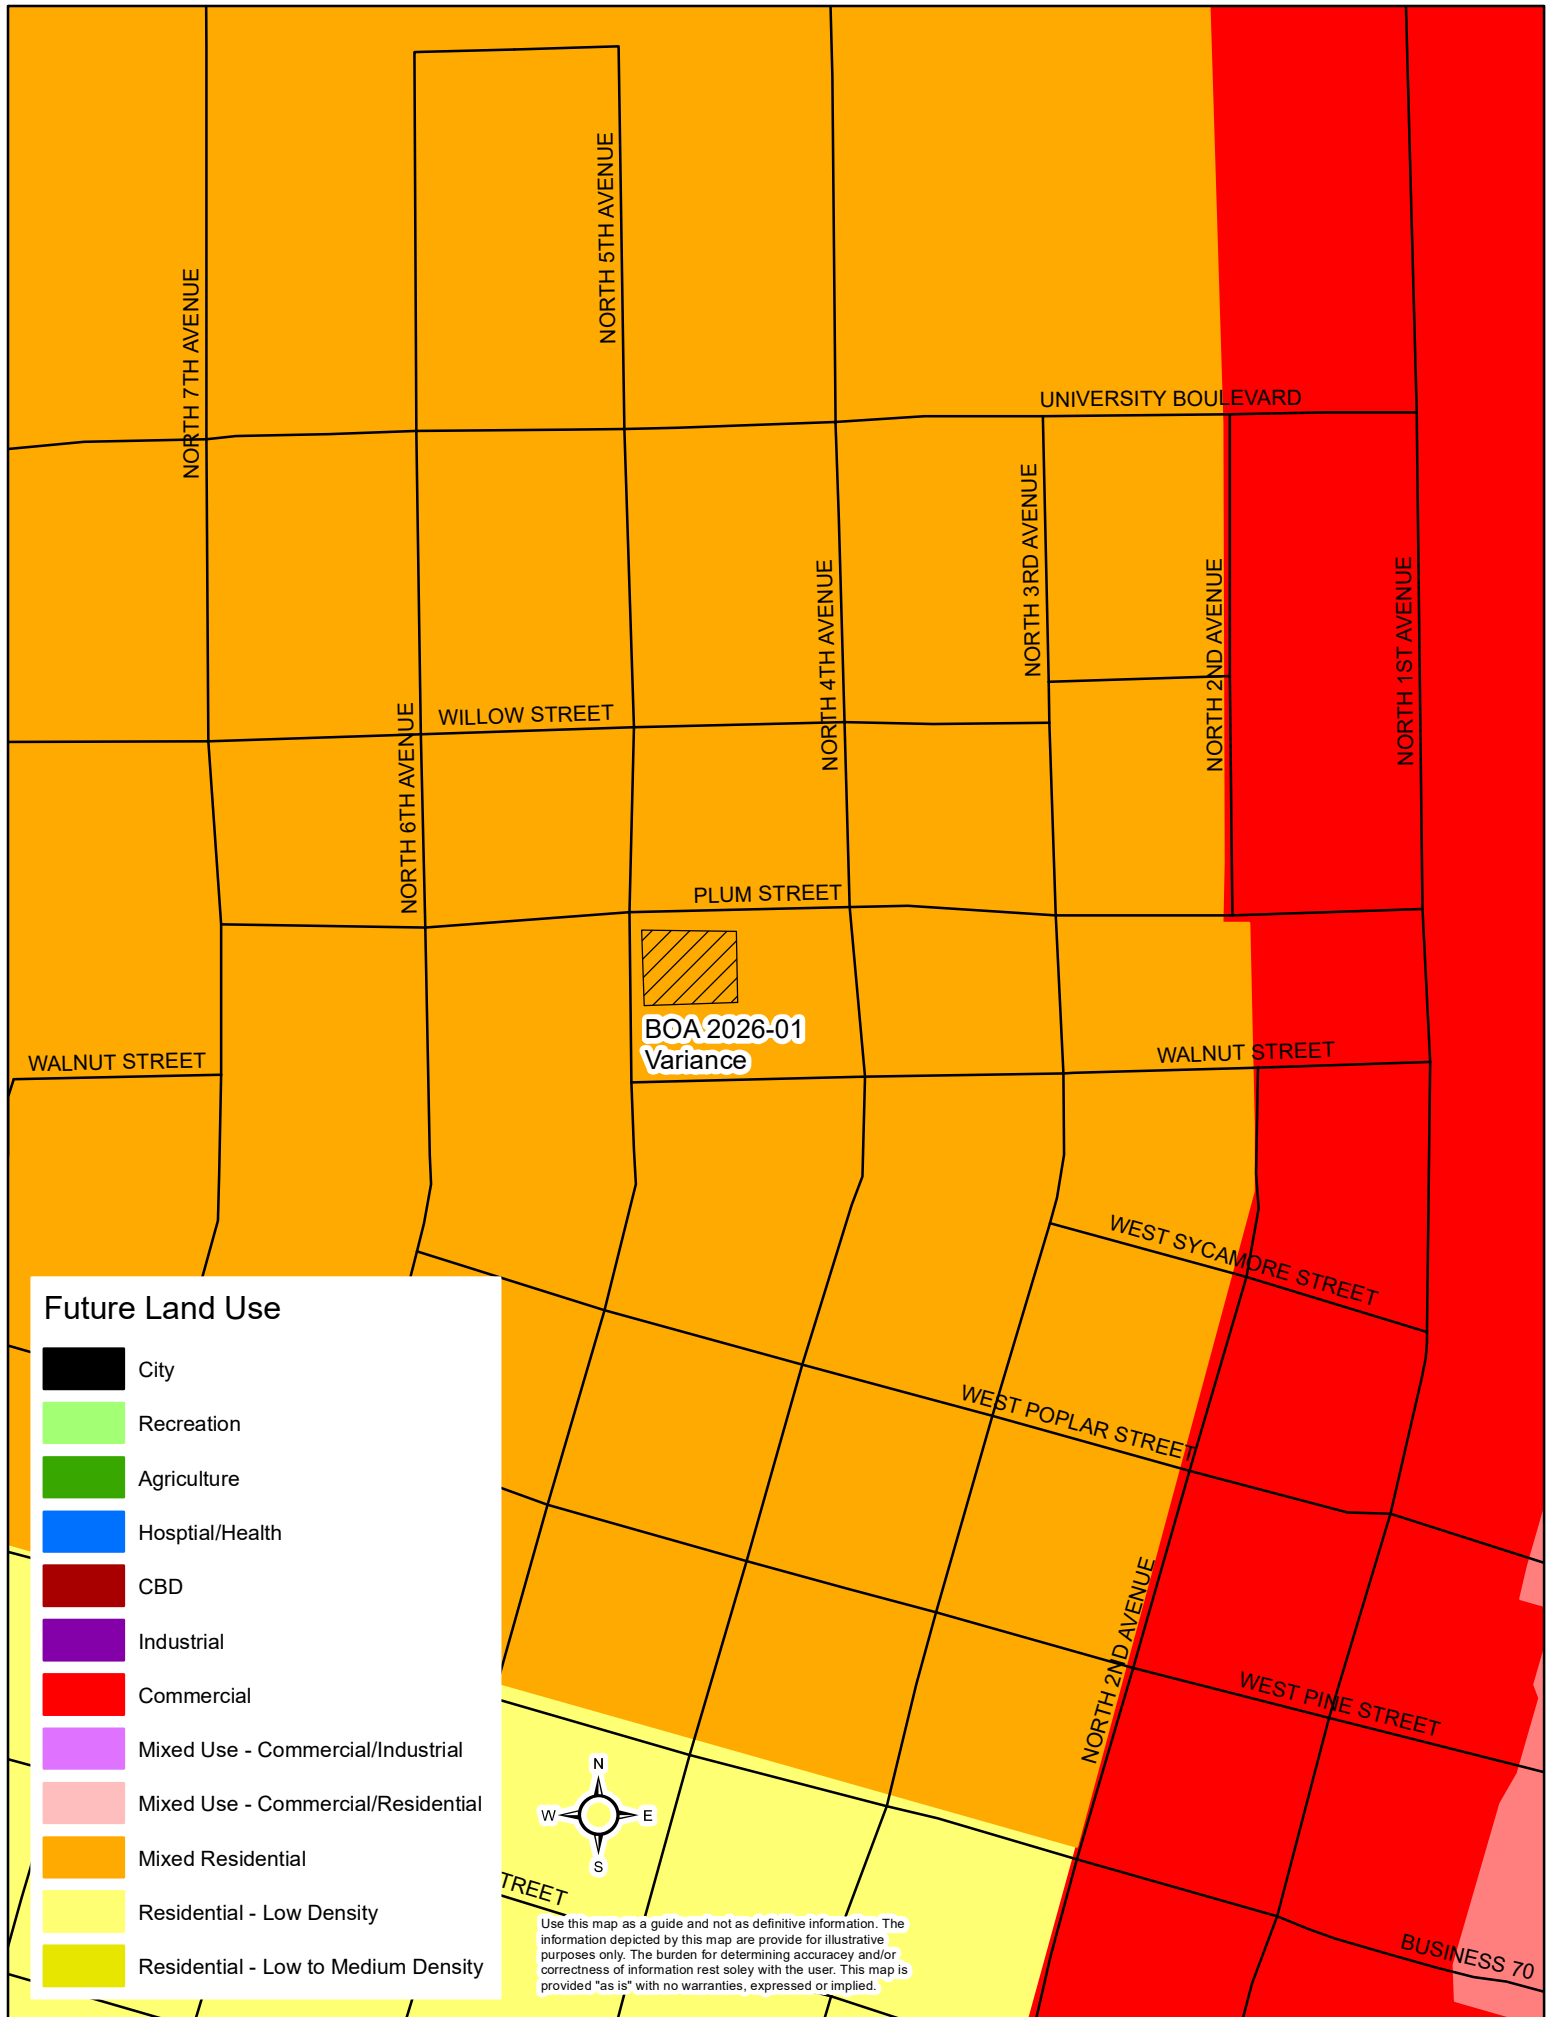 NORTH 5TH AVENUE
NORTH 7TH AVENUE
UNIVERSITY BOULEVARD
NORTH 3RD AVENUE
NORTH 4TH AVENUE
NORTH 2ND AVENUE
NORTH 1ST AVENUE
WILLOW STREET
NORTH 6TH AVENUE
PLUM STREET
BOA 2026-01
Variance
WALNUT STREET
WALNUT STREET
WEST SYCAMORE STREET
WEST POPLAR STREET
NORTH 2ND AVENUE
WEST PINE STREET
BUSINESS 70
Future Land Use
City
Recreation
Agriculture
Hosptial/Health
CBD
Industrial
Commercial
Mixed Use - Commercial/Industrial
Mixed Use - Commercial/Residential
Mixed Residential
Residential - Low Density
Residential - Low to Medium Density
N
W
E
S
TREET
Use this map as a guide and not as definitive information. The
information depicted by this map are provide for illustrative
purposes only. The burden for determining accuracey and/or
correctness of information rest soley with the user. This map is
provided "as is" with no warranties, expressed or implied.